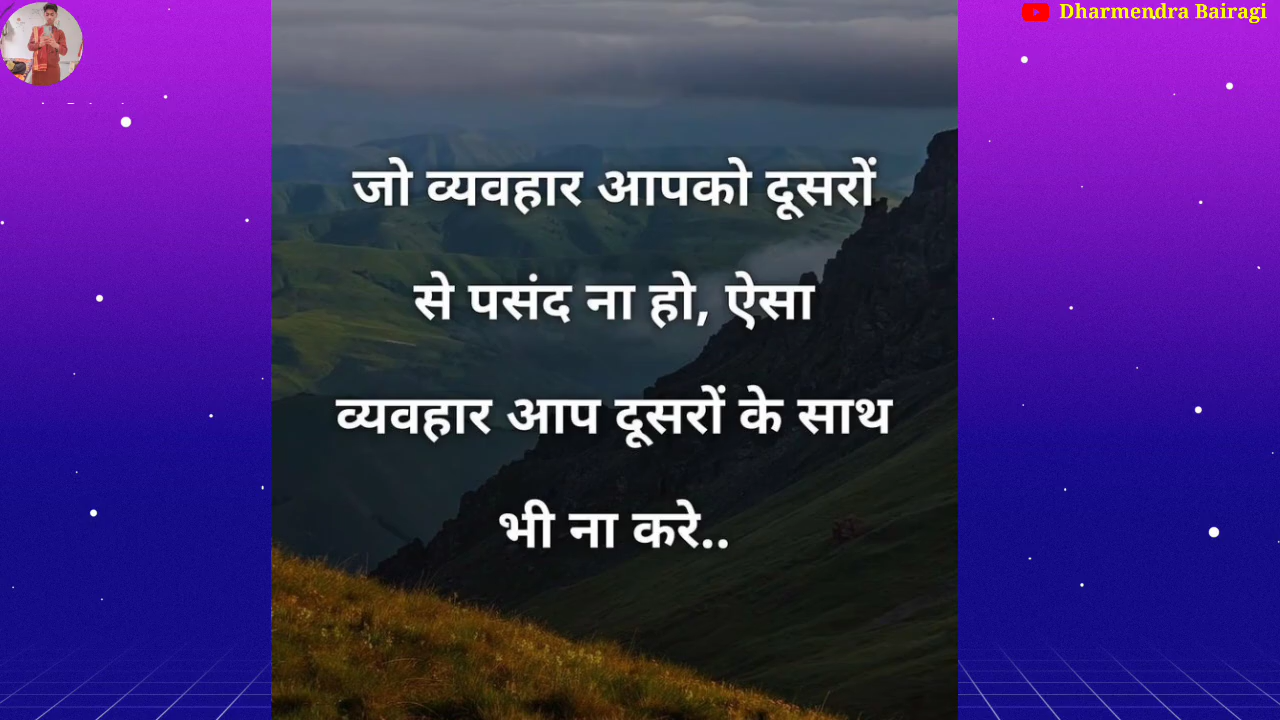 Dharmendra Bairagi
जो व्यवहार आपको दूसरों
से पसंद ना हो, ऐसा
व्यवहार आप दूसरों के साथ
भी ना करे..